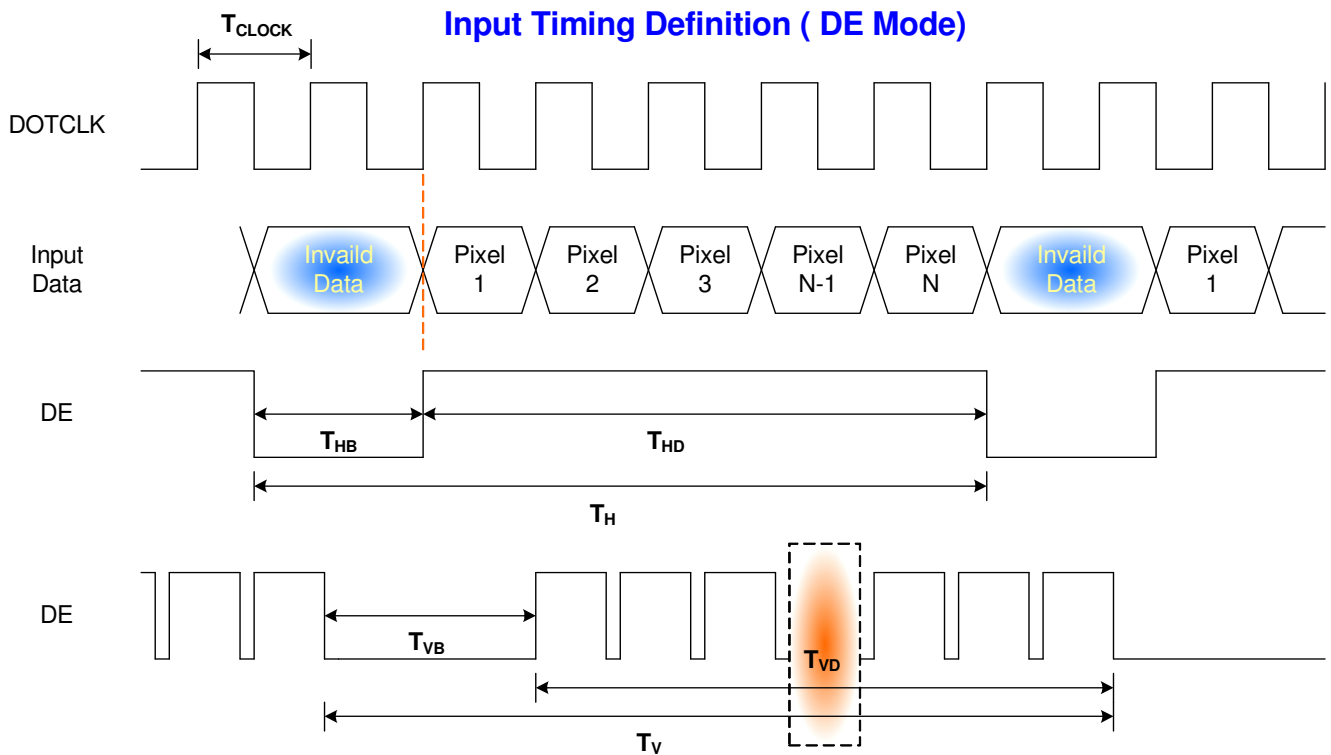 Input Timing Definition ( DE Mode)
TCLOCK
DOTCLK
Input
Data
Invaild
Data
Pixel
1
Pixel
2
Pixel
3
Pixel
N-1
Pixel
N
Invaild
Data
Pixel
1
DE
THB
THD
TH
DE
TVB
TVD
TV